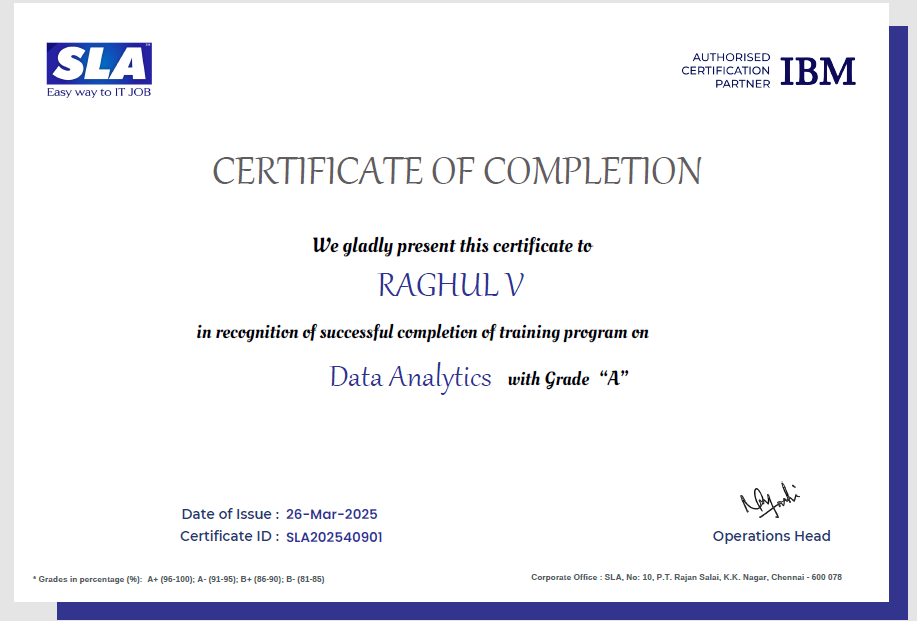 SLA
Easy way to IT JOB
AUTHORISED
CERTIFICATION
PARTNER
IBM
CERTIFICATE OF COMPLETION
We gladly present this certificate to
RAGHUL V
in recognition of successful completion of training program on
Data Analytics with Grade “A”
Date of Issue : 26-Mar-2025
Certificate ID : SLA202540901
Operations Head
* Grades in percentage (%): A+ (96-100); A- (91-95); B+ (86-90); B- (81-85)
Corporate Office : SLA, No: 10, P.T. Rajan Salai, K.K. Nagar, Chennai - 600 078